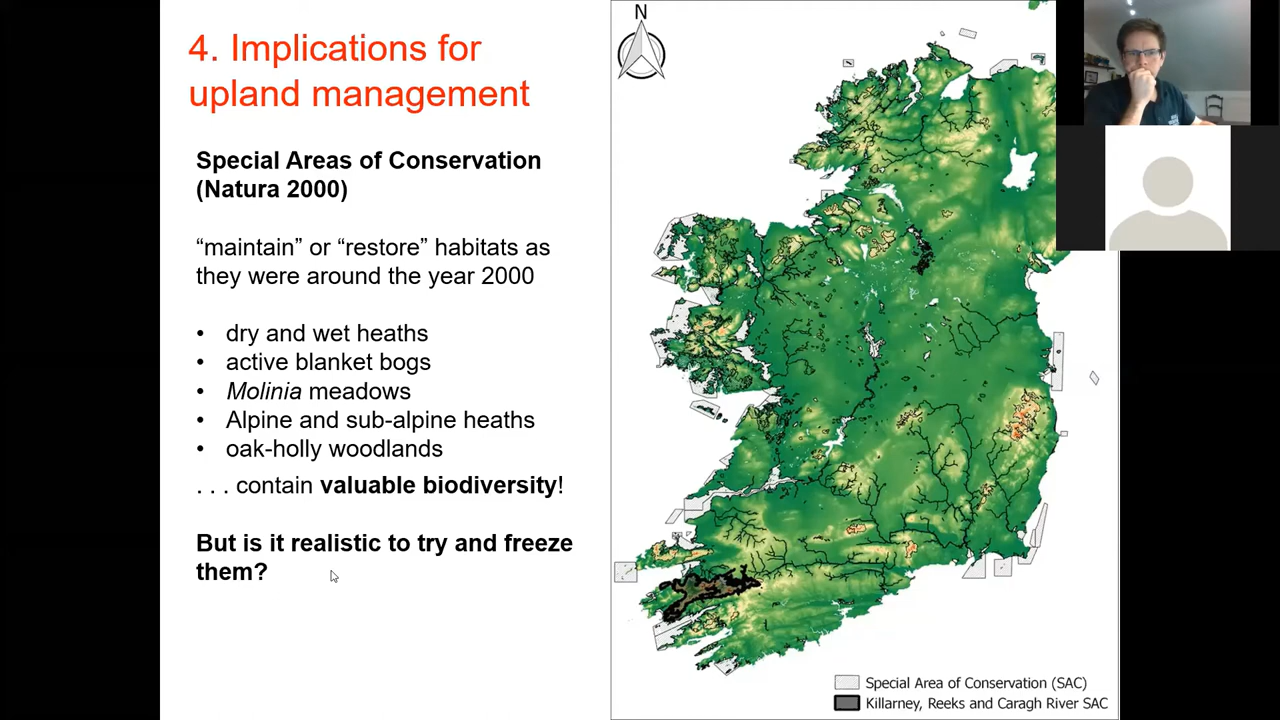 4. Implications for
upland management
Special Areas of Conservation
(Natura 2000)
“maintain” or “restore” habitats as
they were around the year 2000
• dry and wet heaths
• active blanket bogs
• Molinia meadows
• Alpine and sub-alpine heaths
• oak-holly woodlands
. . . contain valuable biodiversity!
But is it realistic to try and freeze
them?
N
Special Area of Conservation (SAC)
Killarney, Reeks and Caragh River SAC